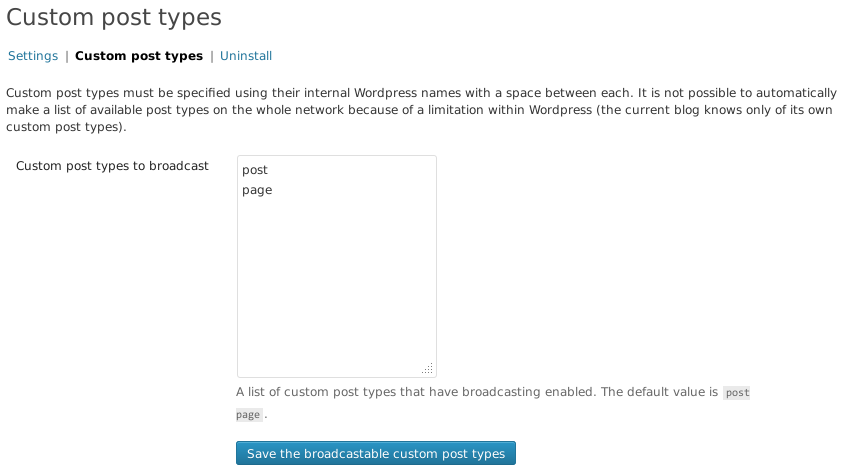 Custom post types
Settings | Custom post types | Uninstall
Custom post types must be specified using their internal Wordpress names with a space between each. It is not possible to automatically
make a list of available post types on the whole network because of a limitation within Wordpress (the current blog knows only of its own
custom post types).
Custom post types to broadcast
post
page
A list of custom post types that have broadcasting enabled. The default value is post
page .
Save the broadcastable custom post types